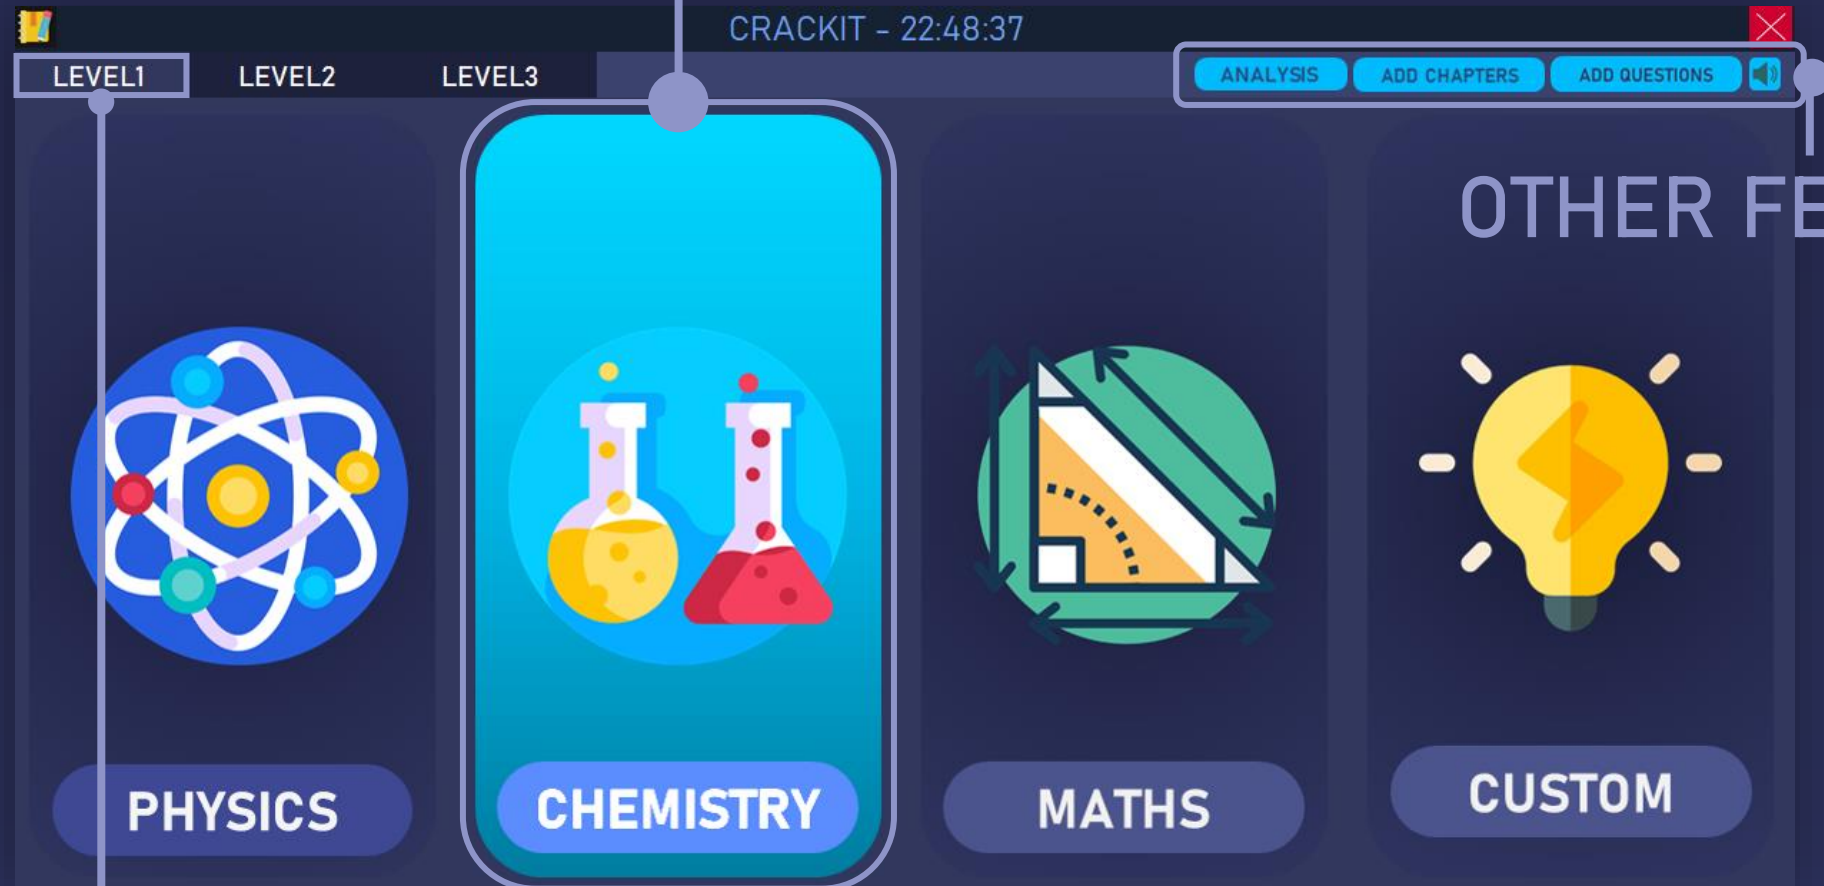 CRACKIT - 22:48:37
LEVEL1 LEVEL2 LEVEL3 ANALYSIS ADD CHAPTERS ADD QUESTIONS
OTHER FE
PHYSICS CHEMISTRY MATHS CUSTOM